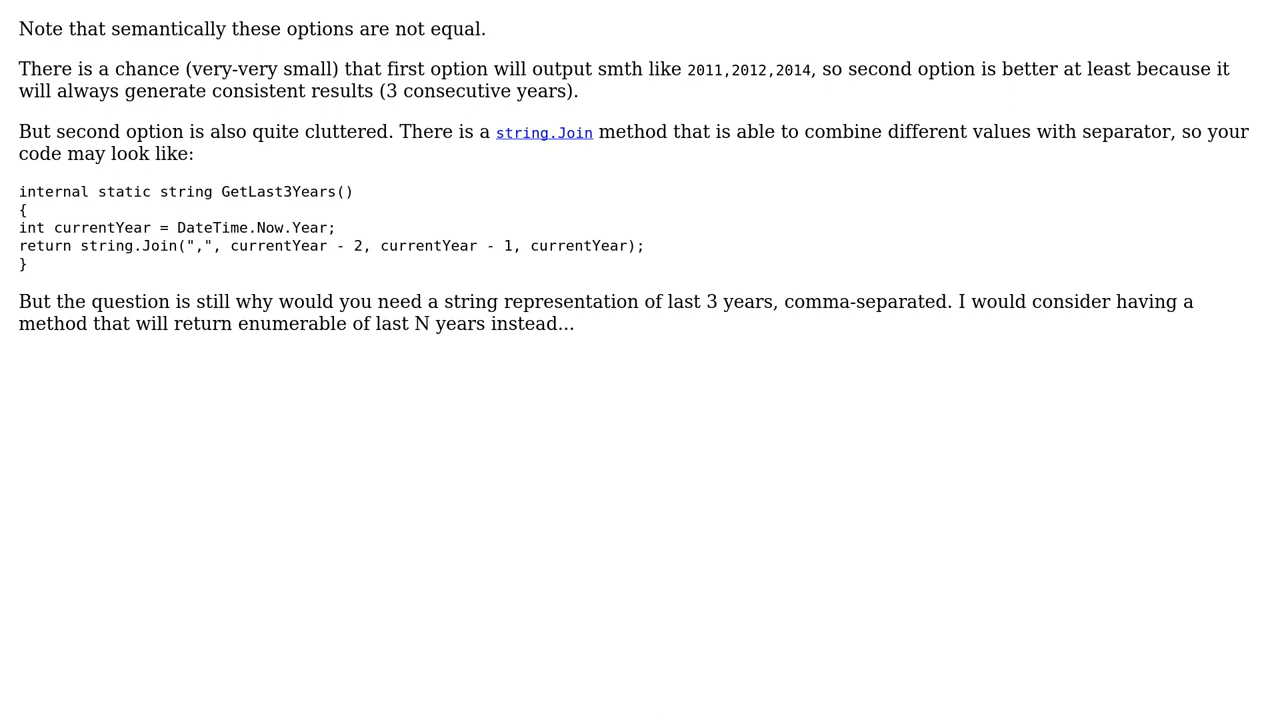 Note that semantically these options are not equal.
There is a chance (very-very small) that first option will output smth like 2011,2012,2014, so second option is better at least because it
will always generate consistent results (3 consecutive years).
But second option is also quite cluttered. There is a string.Join method that is able to combine different values with separator, so your
code may look like:
internal static string GetLast3Years()
{
int currentYear = DateTime.Now.Year;
return string.Join(",", currentYear - 2, currentYear - 1, currentYear);
}
But the question is still why would you need a string representation of last 3 years, comma-separated. I would consider having a
method that will return enumerable of last N years instead...